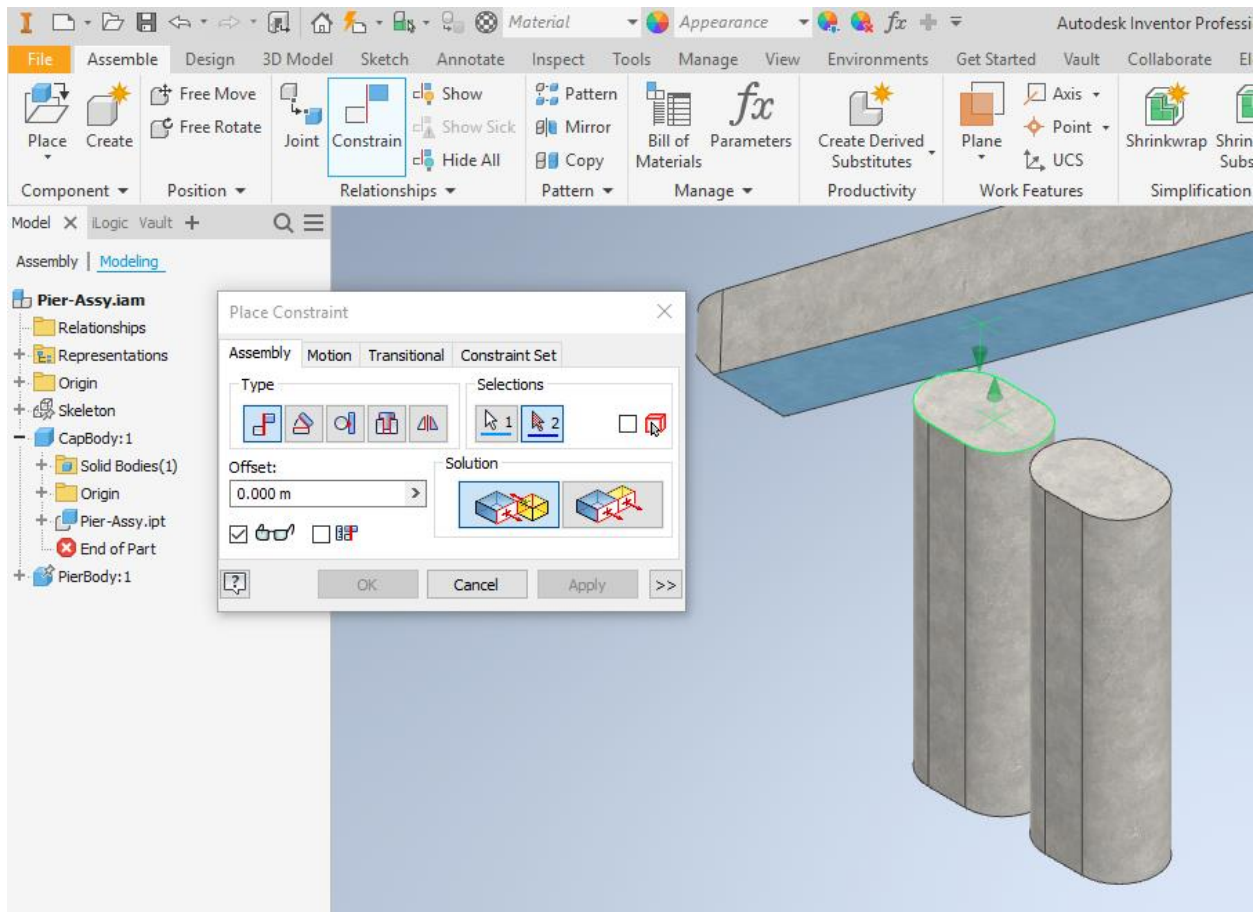 Material Appearance fx Autodesk Inventor Professi
File Assemble Design 3D Model Sketch Annotate Inspect Tools Manage View Environments Get Started Vault Collaborate El
Free Move Show Pattern Axis
Free Rotate Show Sick Mirror Point
Place Create Joint Constrain Hide All Copy Bill of Materials fx Parameters Create Derived Substitutes Plane UCS Shrinkwrap Shrin Subs
Component Position Relationships Pattern Manage Productivity Work Features Simplification
Model iLogic Vault
Assembly | Modeling
Pier-Assy.iam
Relationships
Representations
Origin
Skeleton
CapBody:1
Solid Bodies(1)
Origin
Pier-Assy.ipt
End of Part
PierBody:1
Place Constraint
Assembly Motion Transitional Constraint Set
Type Selections
1 2
Offset: Solution
0.000 m
OK Cancel Apply >>